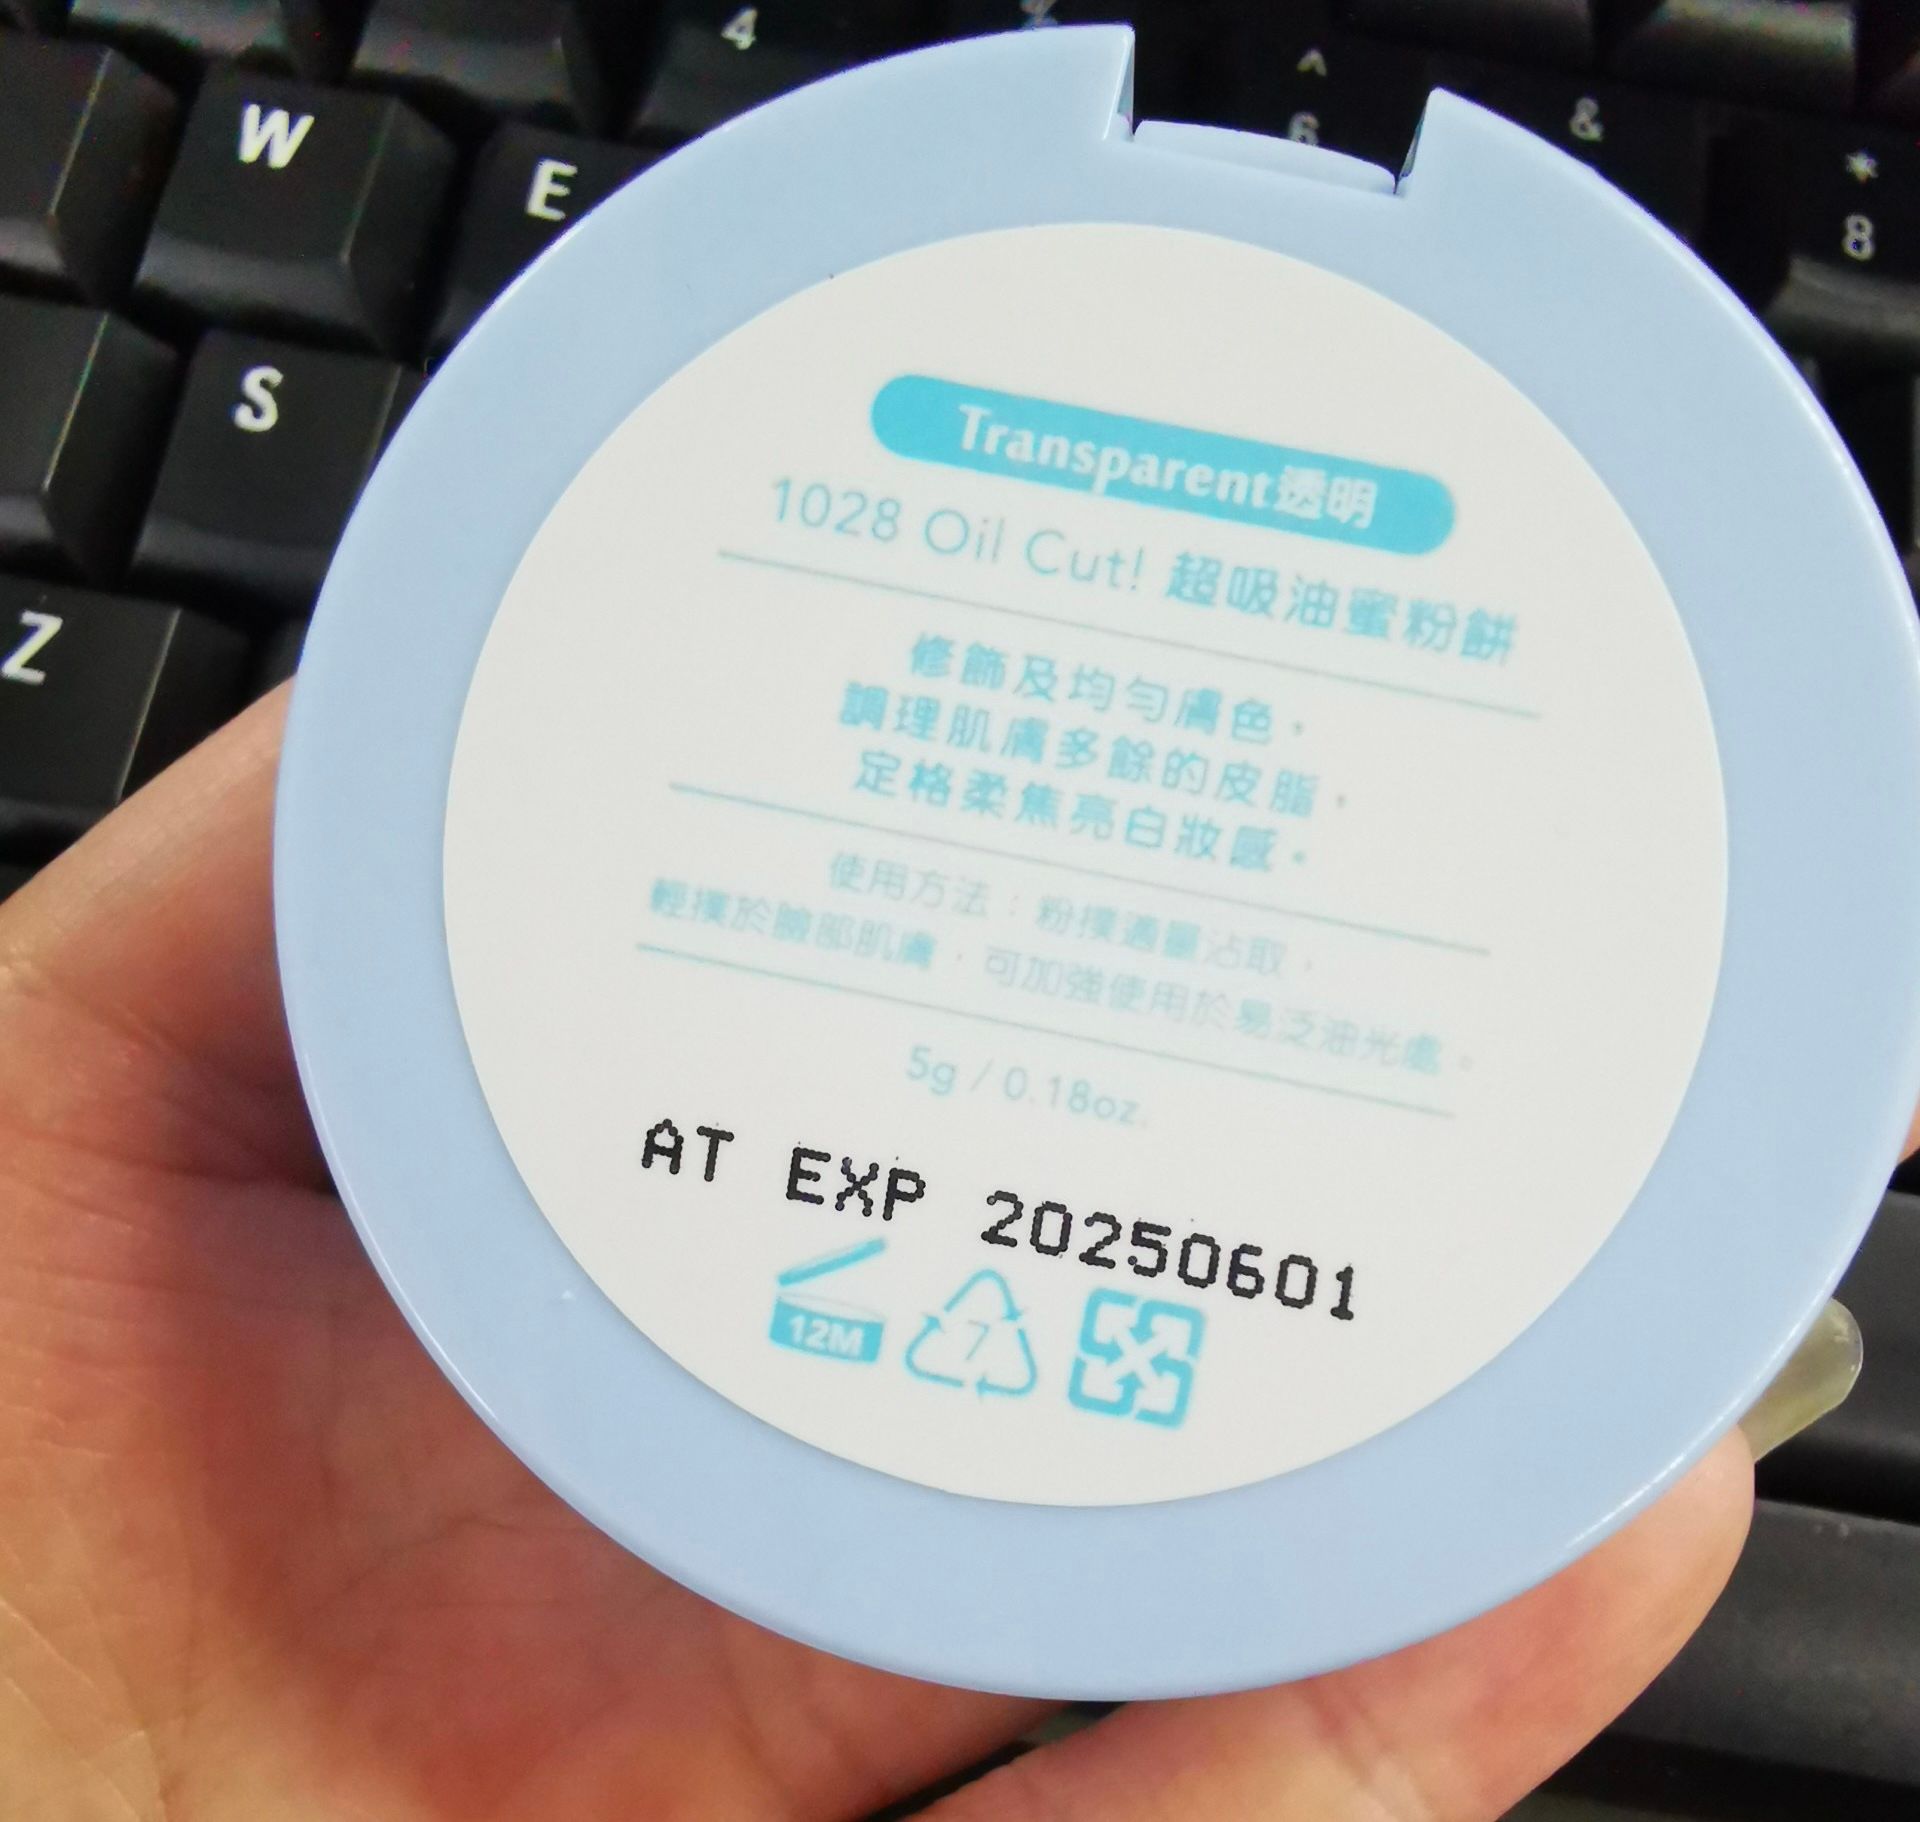 4
^
6
&
*
8
W
E
S
Z
Transparent透明
1028 Oil Cut! 超吸油蜜粉餅
修飾及均勻膚色，
調理肌膚多餘的皮脂，
定格柔焦亮白妝感。
使用方法：粉撲適量沾取，
輕撲於臉部肌膚，可加強使用於易泛油光處。
5g / 0.18oz.
AT EXP 20250601
12M
7